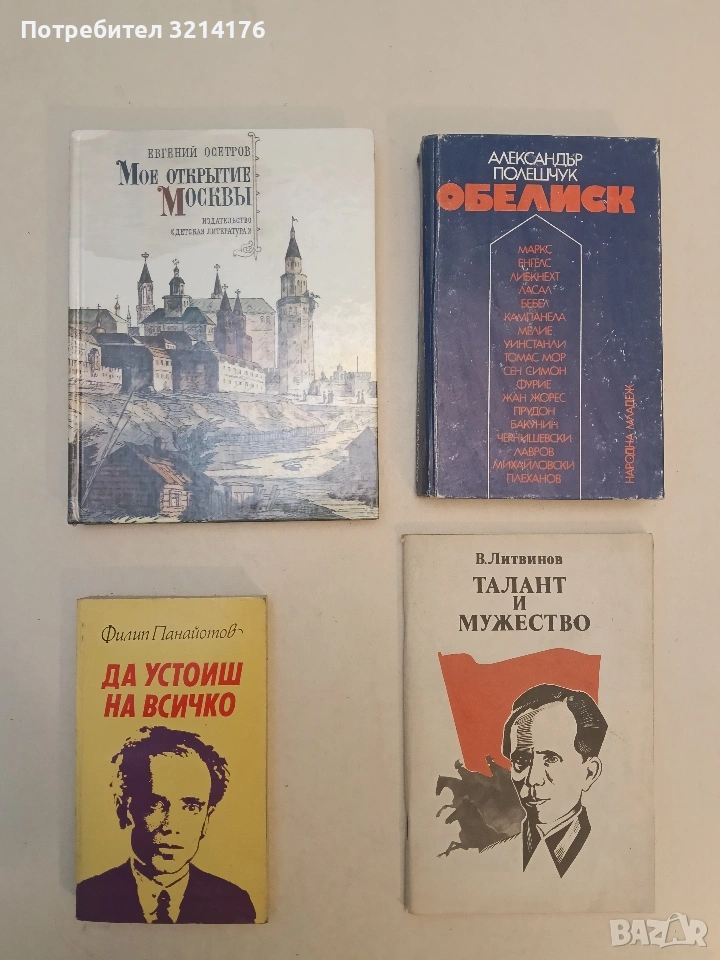 Потребител 3214176
ЕВГЕНИЙ ОСЕТРОВ
МОЕ ОТКРЫТИЕ
МОСКВЫ
ИЗДАТЕЛЬСТВО
«ДЕТСКАЯ ЛИТЕРАТУРА»
АЛЕКСАНДЪР
ПОЛЕШЧУК
ОБЕЛИСК
МАРКС
ЕНГЕЛС
ЛИБКНЕХТ
ЛАСАЛ
БЕБЕЛ
КАМПАНЕЛА
МЕЛИЕ
УИНСТАНЛИ
ТОМАС МОР
СЕН СИМОН
ФУРИЕ
ЖАН ЖОРЕС
ПРУДОН
БАКУНИН
ЧЕРНИШЕВСКИ
ЛАВРОВ
МИХАЙЛОВСКИ
ПЛЕХАНОВ
НАРОДНА МЛАДЕЖ
Филип Панайотов
ДА УСТОИШ
НА ВСИЧКО
В.ЛИТВИНОВ
ТАЛАНТ
И
МУЖЕСТВО
BAZAR